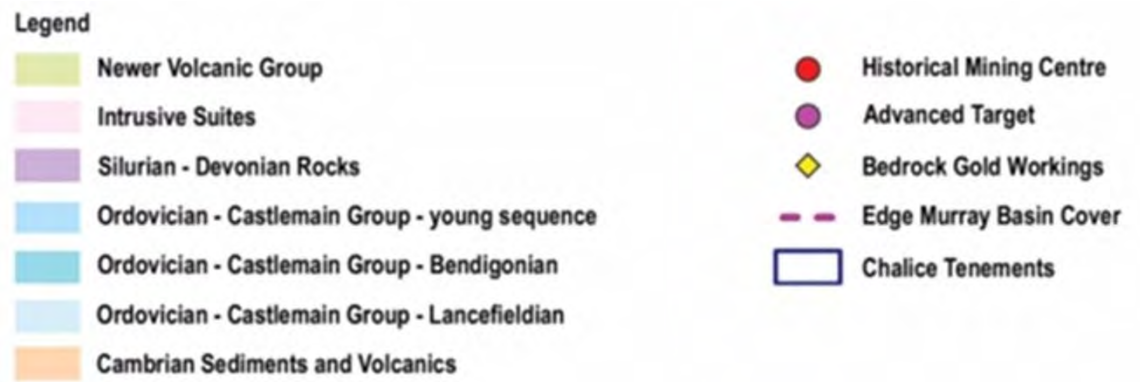 Legend
Newer Volcanic Group
Intrusive Suites
Silurian - Devonian Rocks
Ordovician - Castlemain Group - young sequence
Ordovician - Castlemain Group - Bendigonian
Ordovician - Castlemain Group - Lancefieldian
Cambrian Sediments and Volcanics
Historical Mining Centre
Advanced Target
Bedrock Gold Workings
Edge Murray Basin Cover
Chalice Tenements